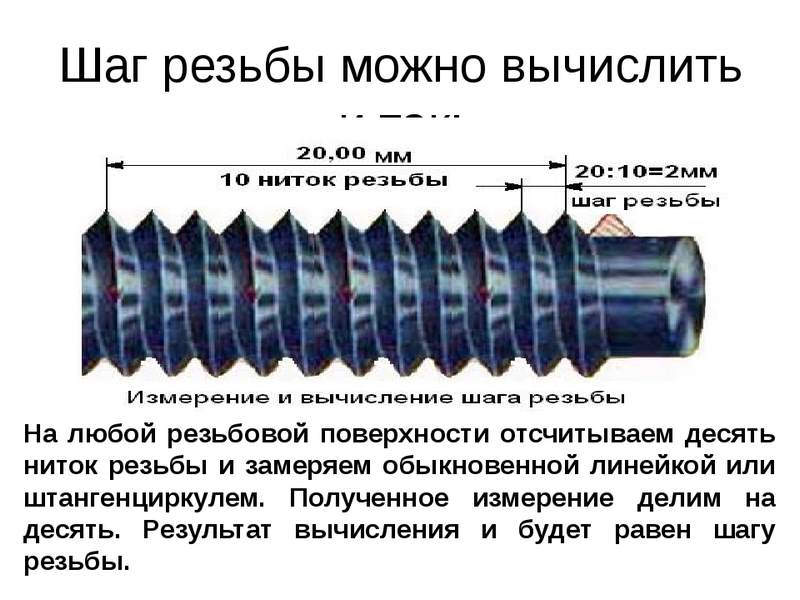 Шаг резьбы можно вычислить
20,00 мм
10 ниток резьбы
20:10=2мм
шаг резьбы
Измерение и вычисление шага резьбы
На любой резьбовой поверхности отсчитываем десять
ниток резьбы и замеряем обыкновенной линейкой или
штангенциркулем. Полученное измерение делим на
десять. Результат вычисления и будет равен шагу
резьбы.